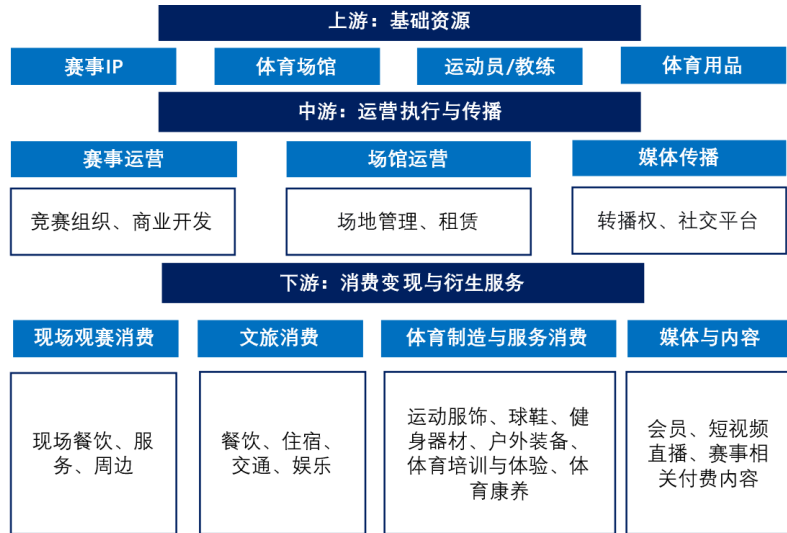 上游：基础资源
赛事IP
体育场馆
运动员/教练
体育用品
中游：运营执行与传播
赛事运营
场馆运营
媒体传播
竞赛组织、商业开发
场地管理、租赁
转播权、社交平台
下游：消费变现与衍生服务
现场观赛消费
文旅消费
体育制造与服务消费
媒体与内容
现场餐饮、服
务、周边
餐饮、住宿、
交通、娱乐
运动服饰、球鞋、健
身器材、户外装备、
体育培训与体验、体
育康养
会员、短视频
直播、赛事相
关付费内容